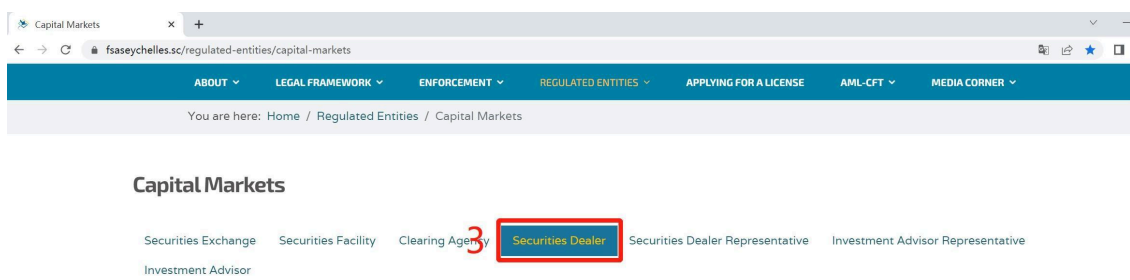 Capital Markets
fsaseychelles.sc/regulated-entities/capital-markets
ABOUT LEGAL FRAMEWORK ENFORCEMENT REGULATED ENTITIES APPLYING FOR A LICENSE AML-CFT MEDIA CORNER
You are here: Home / Regulated Entities / Capital Markets
Capital Markets
Securities Exchange Securities Facility Clearing Agency 3 Securities Dealer Securities Dealer Representative Investment Advisor Representative
Investment Advisor